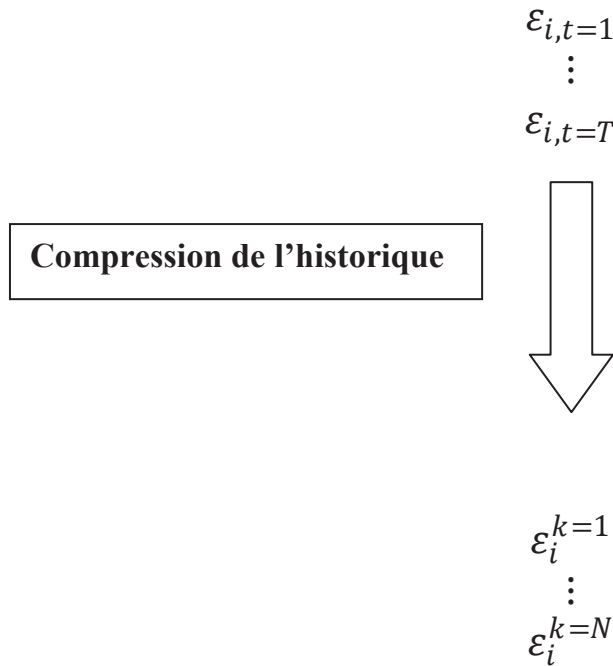 ε_{i,t=1}
⋮
ε_{i,t=T}
Compression de l’historique
ε_i^{k=1}
⋮
ε_i^{k=N}